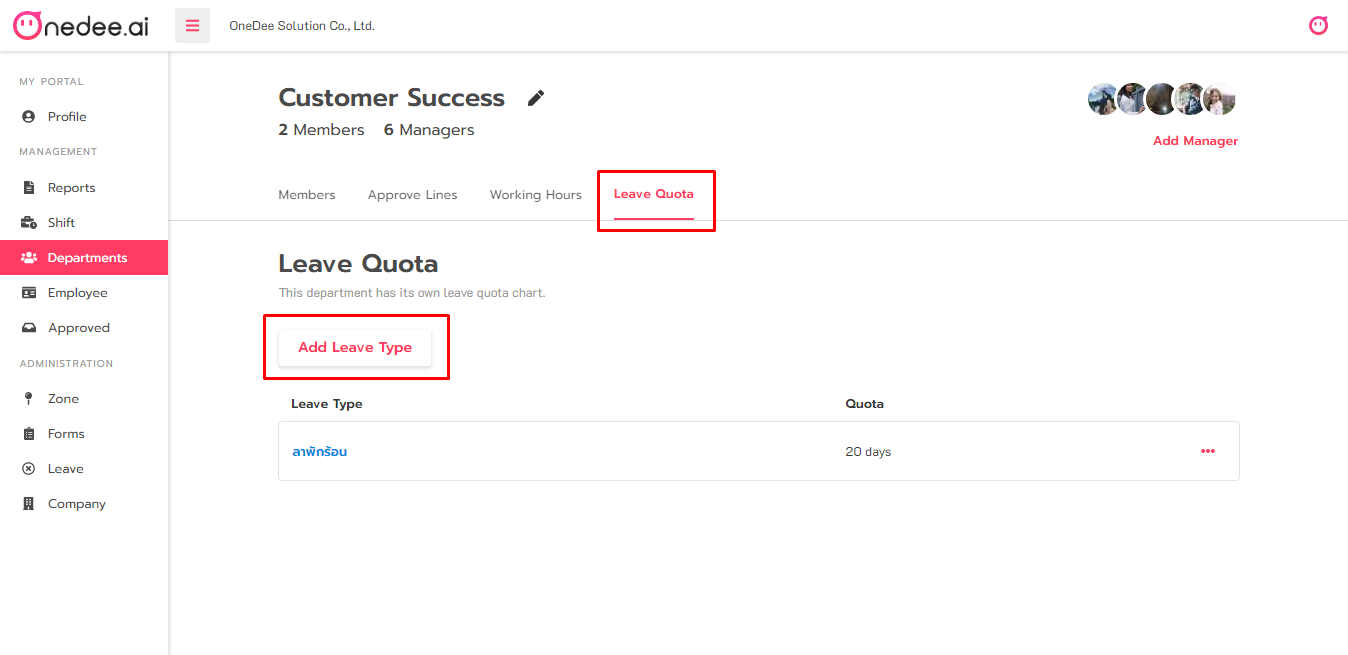 Onedee.ai
OneDee Solution Co., Ltd.
MY PORTAL
Profile
MANAGEMENT
Reports
Shift
Departments
Employee
Approved
ADMINISTRATION
Zone
Forms
Leave
Company
Customer Success
2 Members 6 Managers
Add Manager
Members Approve Lines Working Hours Leave Quota
Leave Quota
This department has its own leave quota chart.
Add Leave Type
Leave Type Quota
ลาพักร้อน 20 days